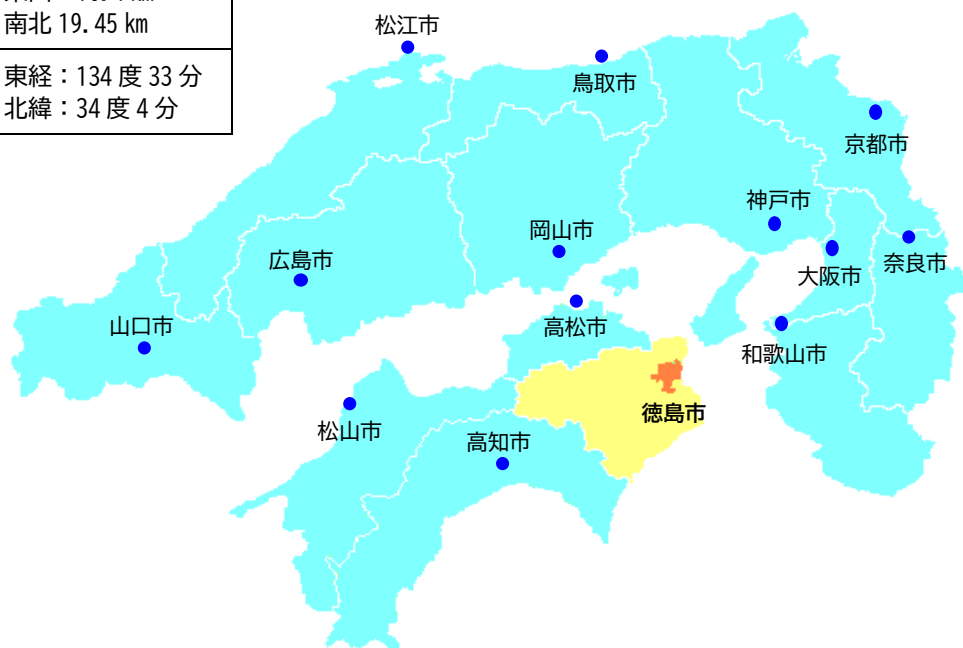 南北 19.45 km
東経：134 度 33 分
北緯：34 度 4 分
松江市
鳥取市
京都市
神戸市
岡山市
広島市
大阪市
奈良市
山口市
高松市
和歌山市
徳島市
松山市
高知市